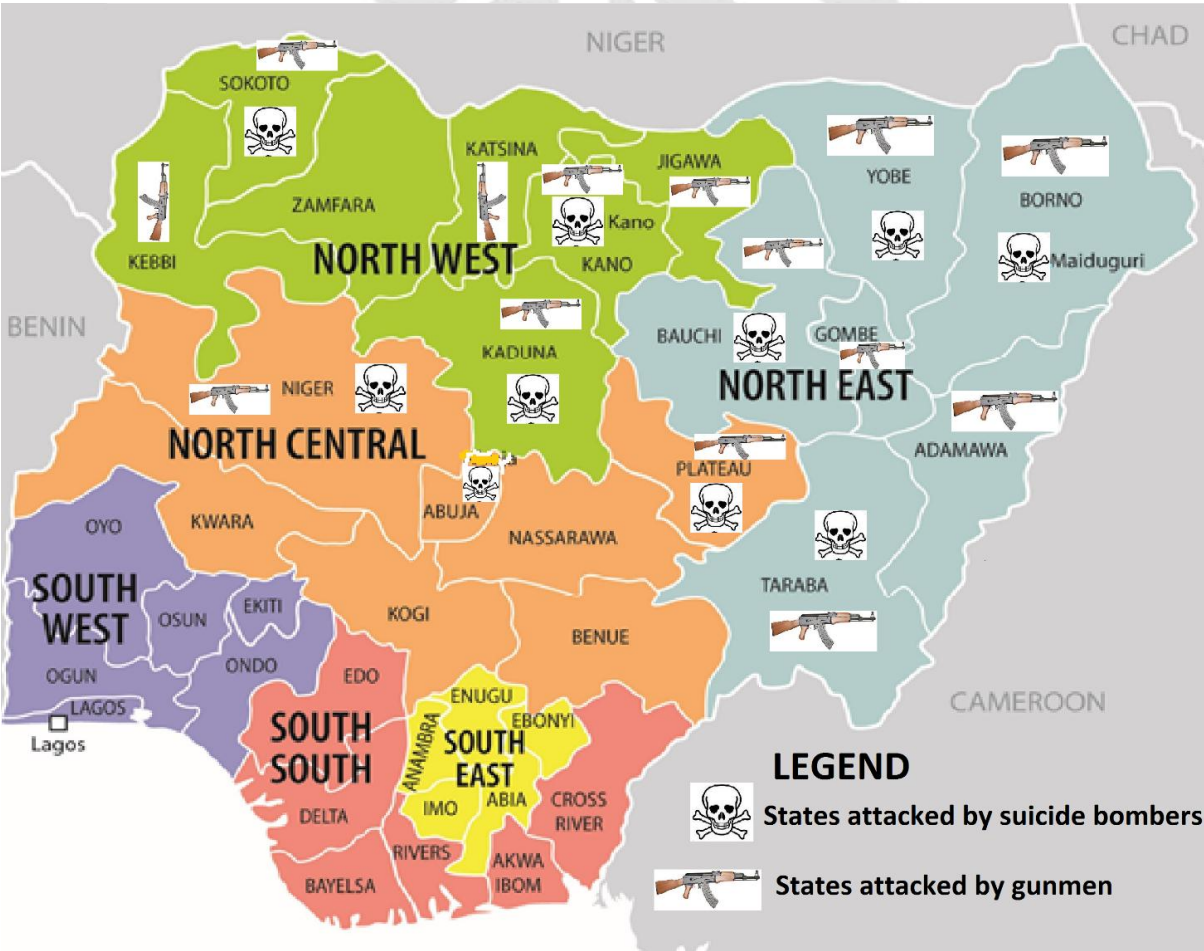 NIGER
CHAD
SOKOTO
KATSINA
JIGAWA
YOBE
ZAMFARA
BORNO
Kano
KEBBI
NORTH WEST
KANO
Maiduguri
BENIN
BAUCHI
GOMBE
KADUNA
NIGER
NORTH EAST
NORTH CENTRAL
ADAMAWA
PLATEAU
ABUJA
OYO
KWARA
NASSARAWA
SOUTH
WEST
TARABA
OSUN
EKITI
KOGI
BENUE
ONDO
OGUN
EDO
LAGOS
Lagos
ENUGU
CAMEROON
SOUTH
SOUTH
ANAMBRA
EBONYI
SOUTH
EAST
LEGEND
IMO
ABIA
CROSS
RIVER
DELTA
States attacked by suicide bombers
RIVERS
AKWA
IBOM
BAYELSA
States attacked by gunmen